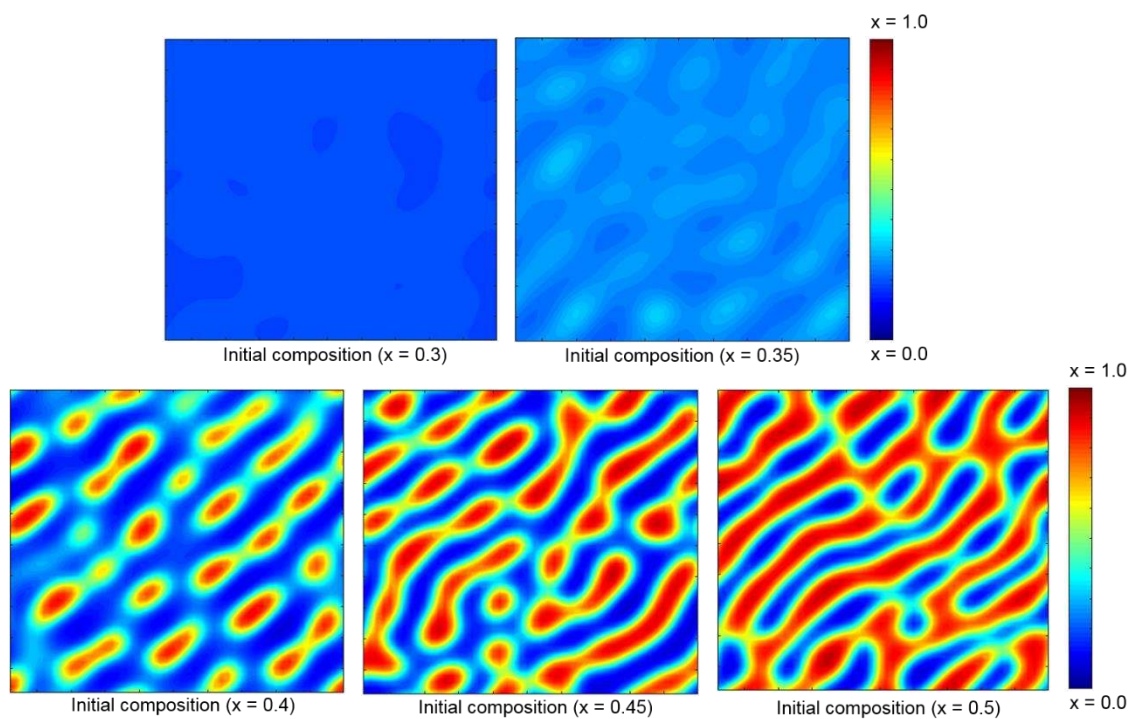 x = 1.0
Initial composition (x = 0.3)
Initial composition (x = 0.35)
x = 0.0
x = 1.0
Initial composition (x = 0.4)
Initial composition (x = 0.45)
Initial composition (x = 0.5)
x = 0.0